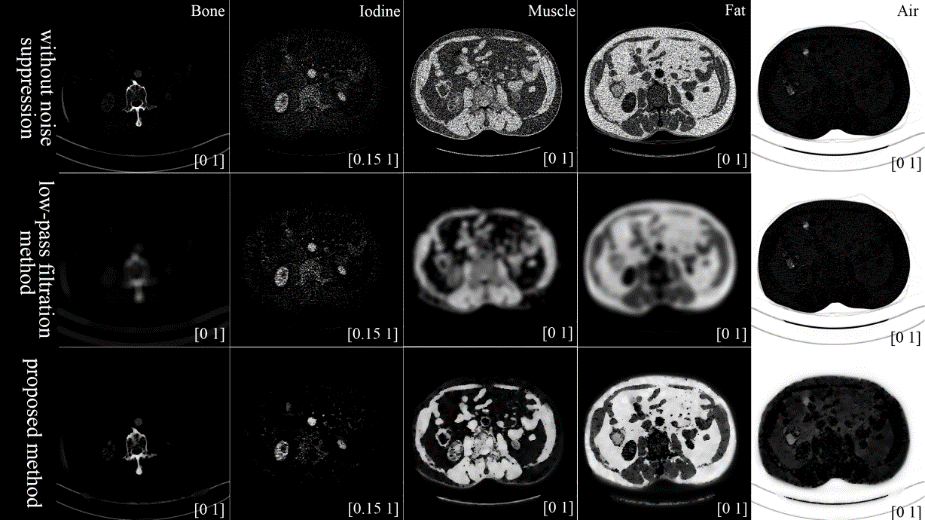 Bone
Iodine
Muscle
Fat
Air
without noise
suppression
[0 1]
[0.15 1]
[0 1]
[0 1]
[0 1]
low-pass filtration
method
[0 1]
[0.15 1]
[0 1]
[0 1]
[0 1]
proposed method
[0 1]
[0.15 1]
[0 1]
[0 1]
[0 1]